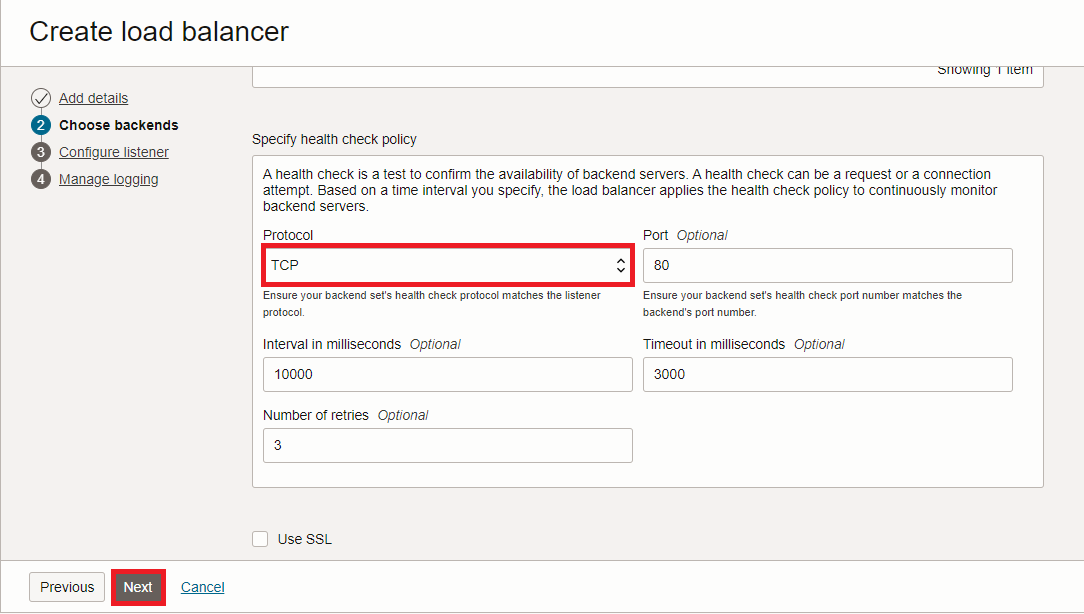 Create load balancer
Showing 1 item
Add details
2 Choose backends
3 Configure listener
4 Manage logging
Specify health check policy
A health check is a test to confirm the availability of backend servers. A health check can be a request or a connection
attempt. Based on a time interval you specify, the load balancer applies the health check policy to continuously monitor
backend servers.
Protocol
TCP
Ensure your backend set's health check protocol matches the listener
protocol.
Port Optional
80
Ensure your backend set's health check port number matches the
backend's port number.
Interval in milliseconds Optional
10000
Timeout in milliseconds Optional
3000
Number of retries Optional
3
Use SSL
Previous
Next
Cancel